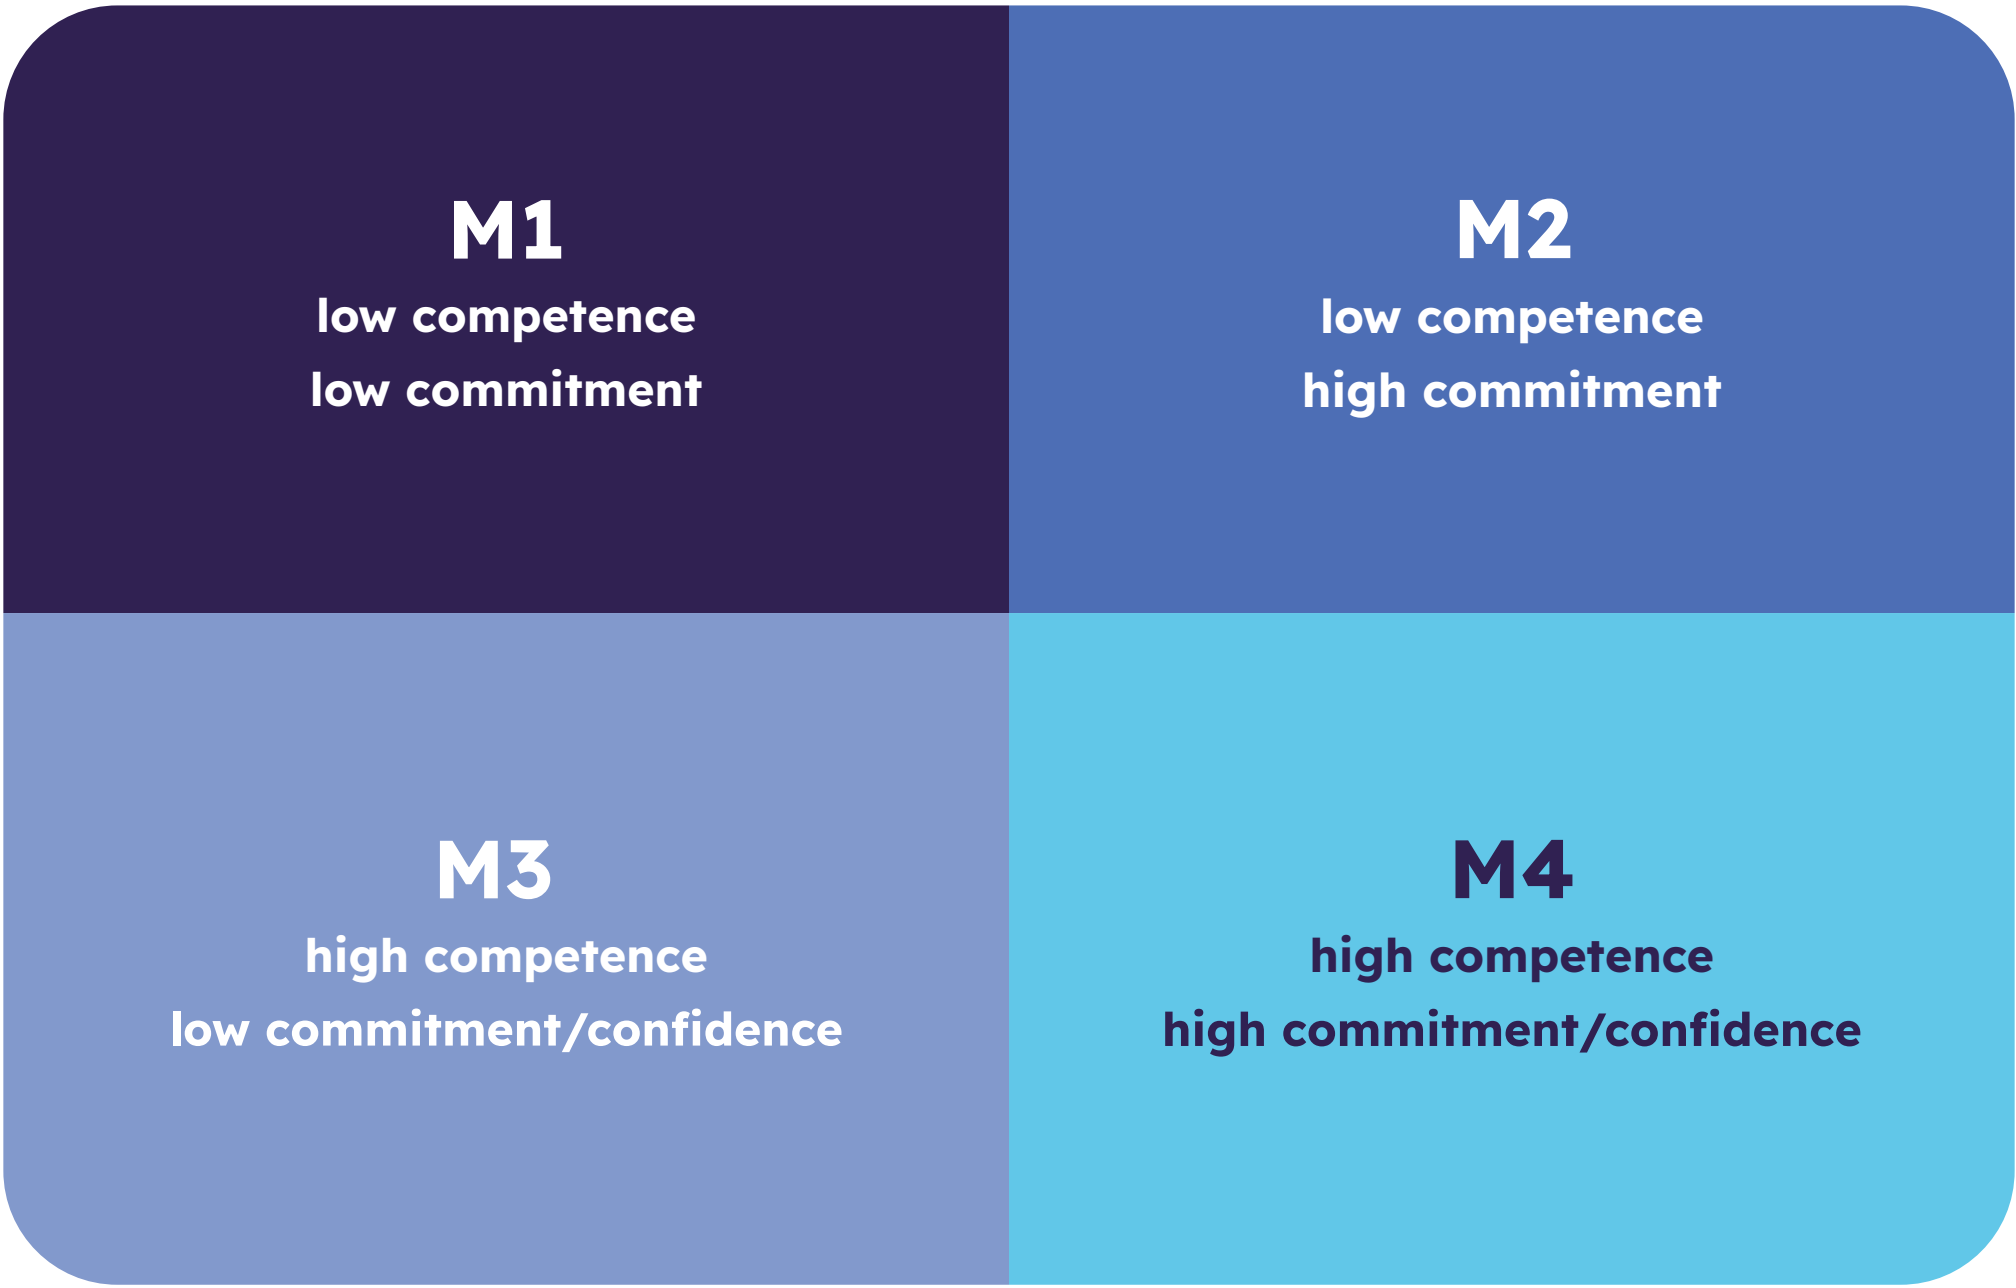 M1
low competence
low commitment
M2
low competence
high commitment
M3
high competence
low commitment/confidence
M4
high competence
high commitment/confidence